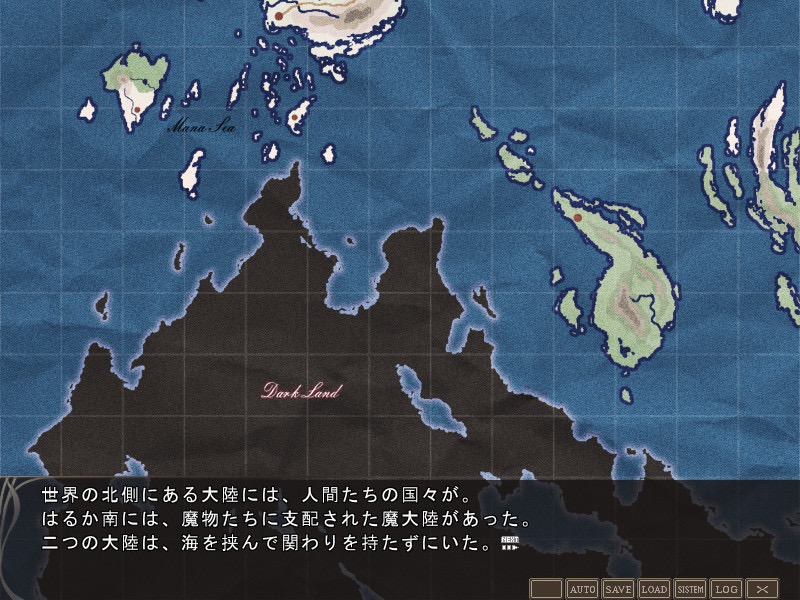 Mana Sea
Dark Land
世界の北側にある大陸には、人間たちの国々が。
はるか南には、魔物たちに支配された魔大陸があった。
二つの大陸は、海を挟んで関わりを持たずにいた。NEXT
AUTO SAVE LOAD SISTEM LOG